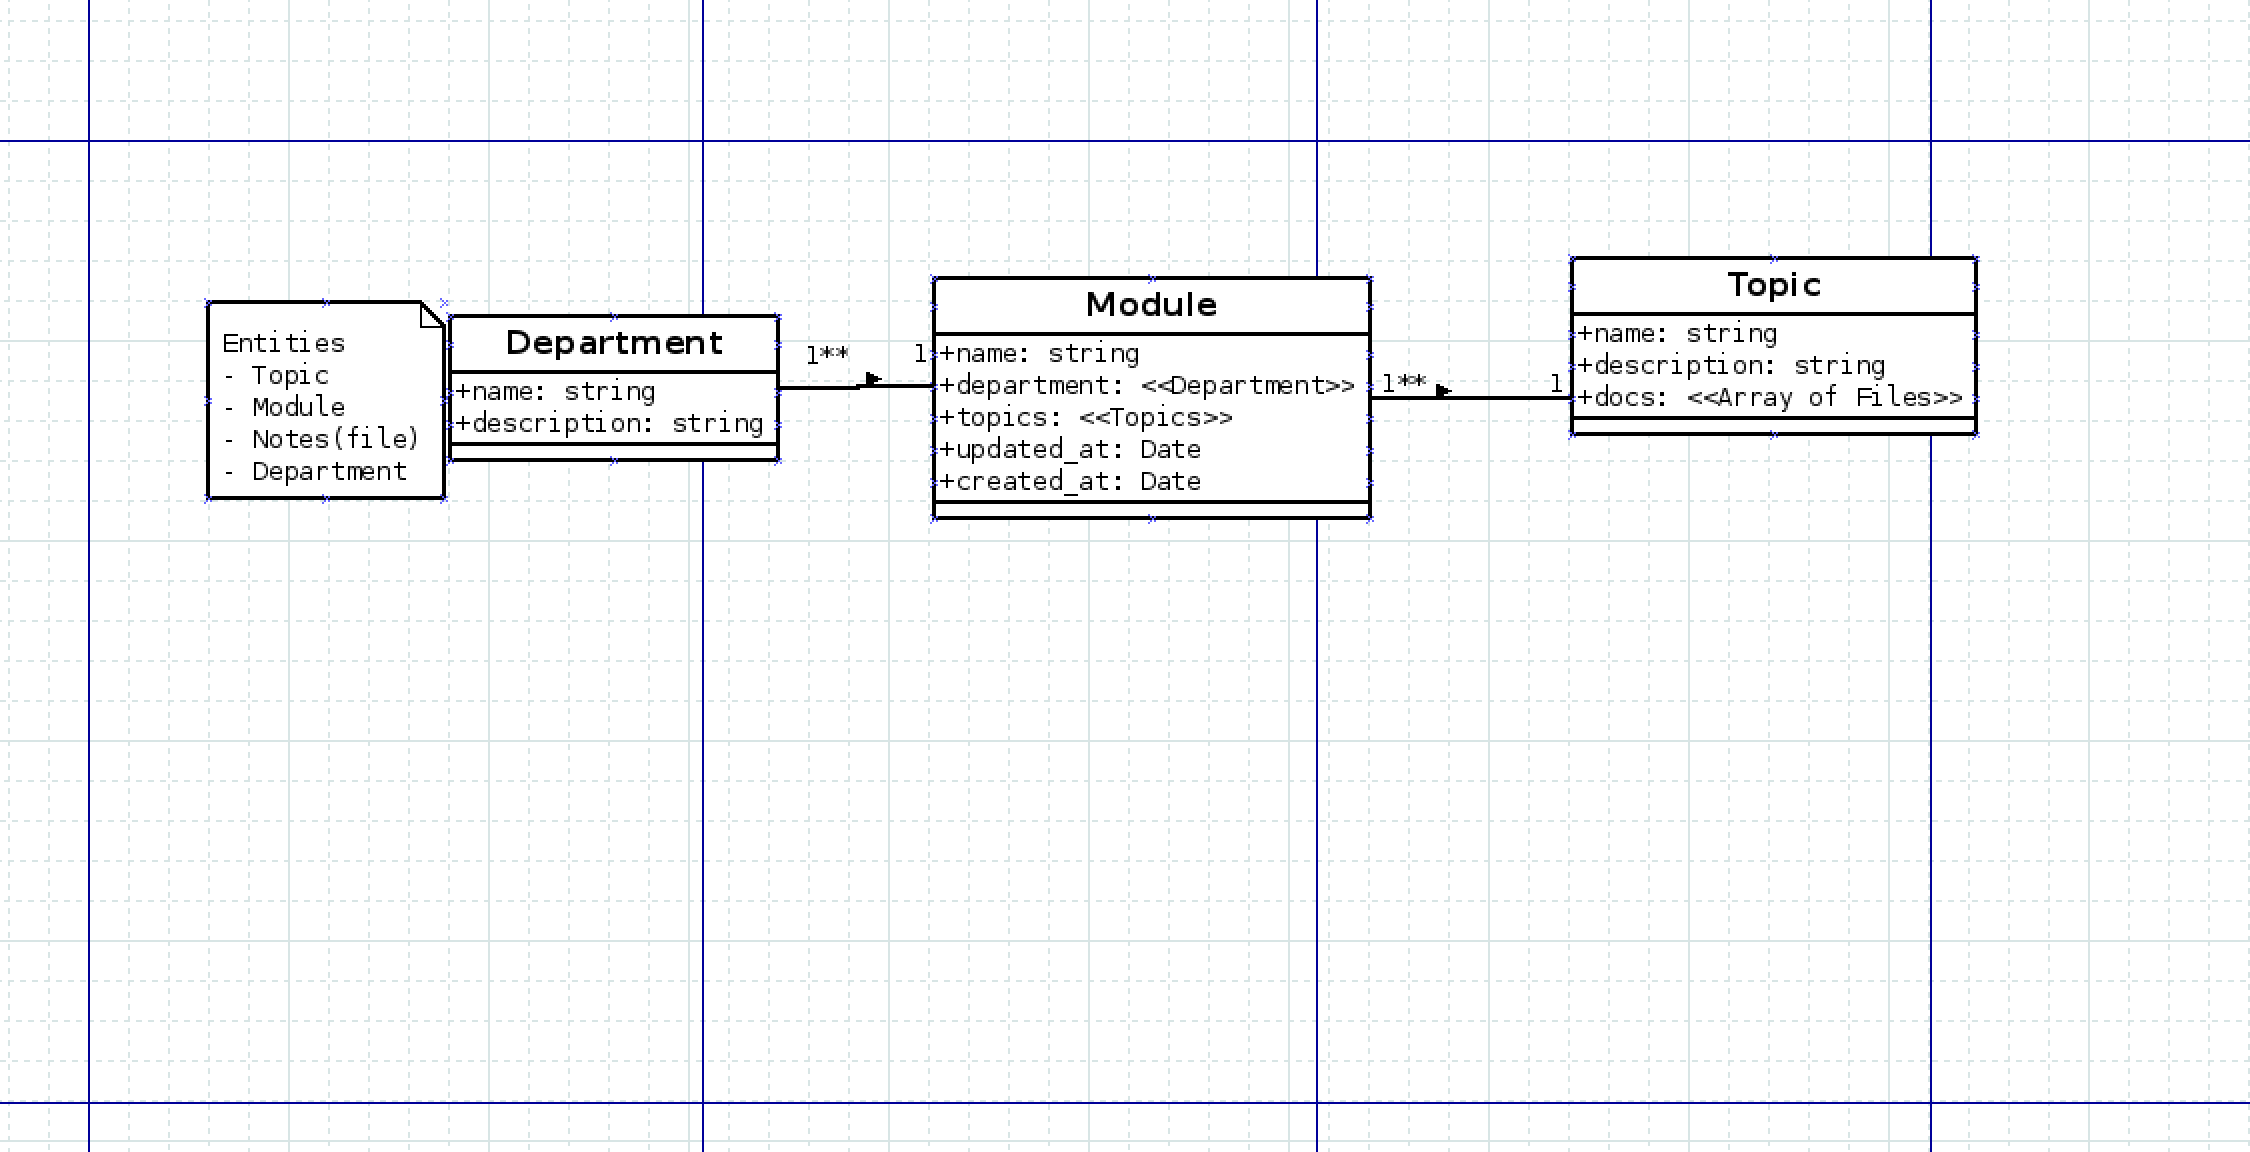 Entities
- Topic
- Module
- Notes(file)
- Department
Department
+name: string
+description: string
1**
1
Module
+name: string
+department: <<Department>>
+topics: <<Topics>>
+updated_at: Date
+created_at: Date
1**
1
Topic
+name: string
+description: string
+docs: <<Array of Files>>